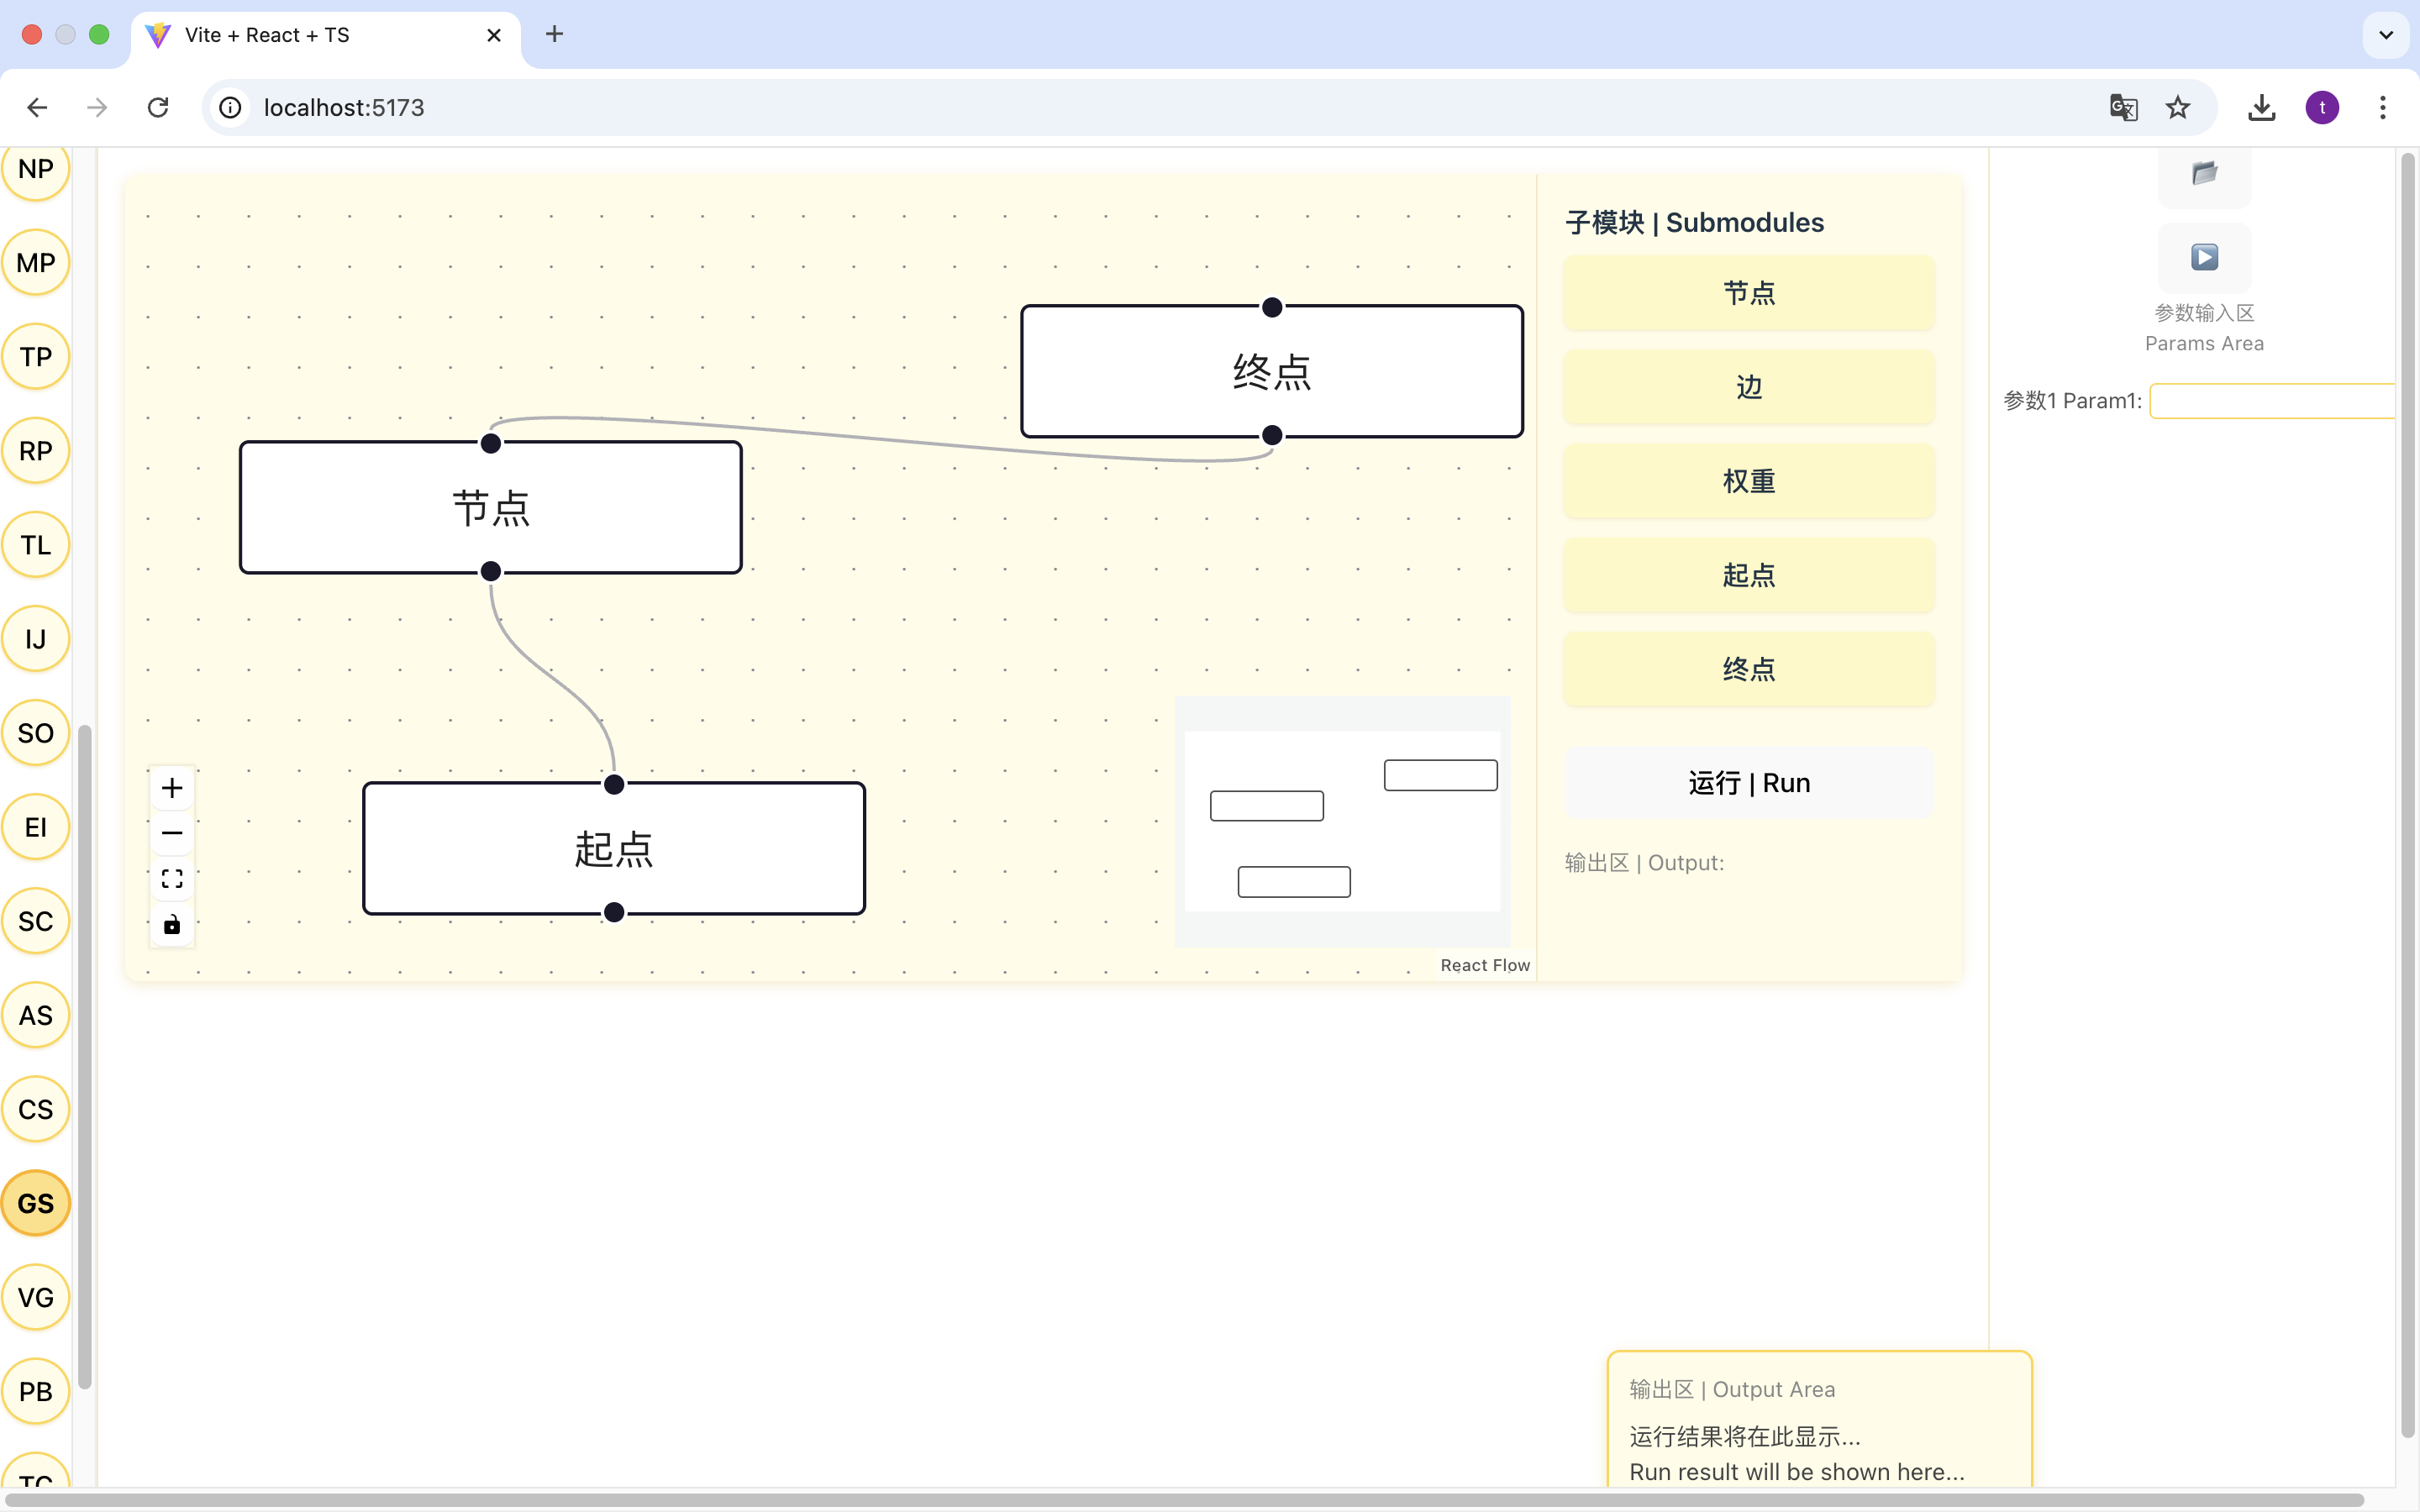 Vite + React + TS
localhost:5173
t
NP
MP
TP
RP
TL
IJ
SO
EI
SC
AS
CS
GS
VG
PB
终点
节点
起点
React Flow
子模块 | Submodules
节点
边
权重
起点
终点
运行 | Run
输出区 | Output:
参数输入区
Params Area
参数1 Param1:
输出区 | Output Area
运行结果将在此显示...
Run result will be shown here...